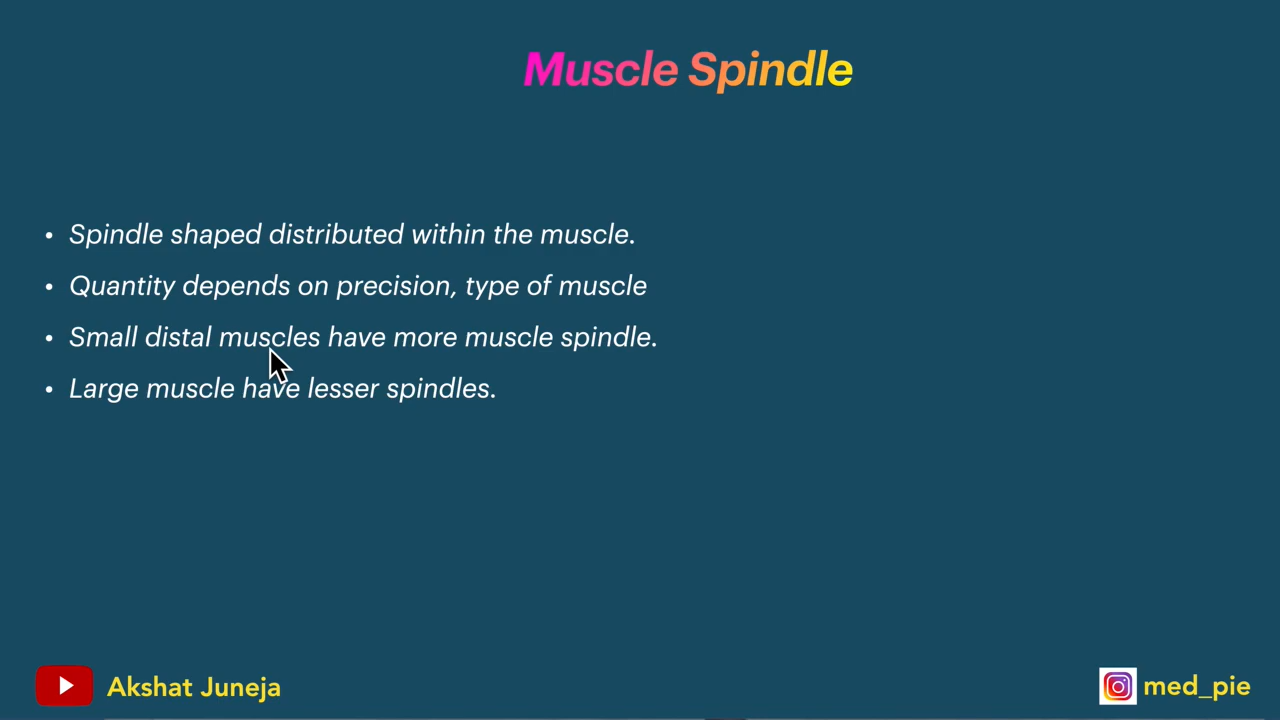 Muscle Spindle
• Spindle shaped distributed within the muscle.
• Quantity depends on precision, type of muscle
• Small distal muscles have more muscle spindle.
• Large muscle have lesser spindles.
Akshat Juneja
med_pie